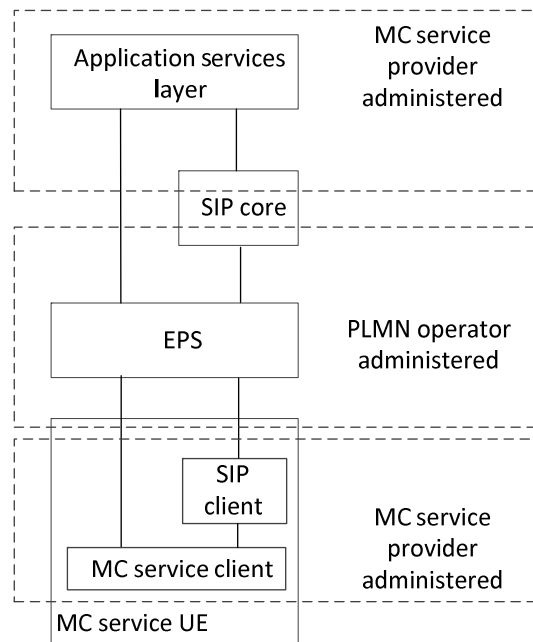 Application services
layer
MC service
provider
administered
SIP core
EPS
PLMN operator
administered
SIP
client
MC service client
MC service
provider
administered
MC service UE